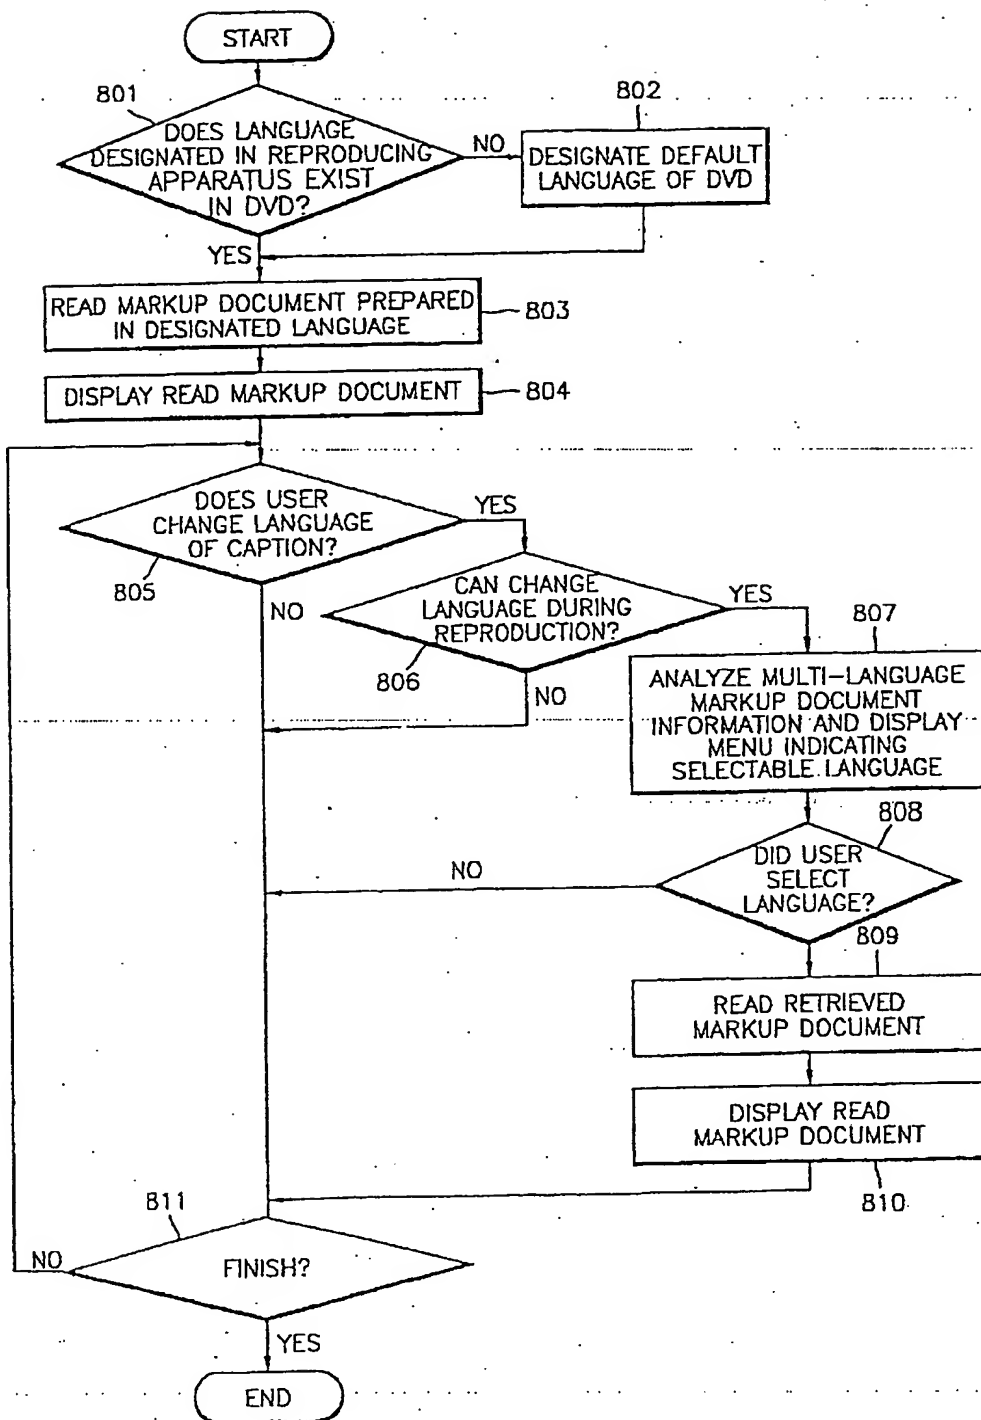 START
801
DOES LANGUAGE
DESIGNATED IN REPRODUCING
APPARATUS EXIST
IN DVD?
NO
802
DESIGNATE DEFAULT
LANGUAGE OF DVD
YES
READ MARKUP DOCUMENT PREPARED
IN DESIGNATED LANGUAGE
803
DISPLAY READ MARKUP DOCUMENT
804
DOES USER
CHANGE LANGUAGE
OF CAPTION?
805
YES
NO
CAN CHANGE
LANGUAGE DURING
REPRODUCTION?
806
YES
NO
807
ANALYZE MULTI-LANGUAGE
MARKUP DOCUMENT
INFORMATION AND DISPLAY
MENU INDICATING
SELECTABLE LANGUAGE
808
DID USER
SELECT
LANGUAGE?
NO
809
READ RETRIEVED
MARKUP DOCUMENT
DISPLAY READ
MARKUP DOCUMENT
810
811
FINISH?
NO
YES
END